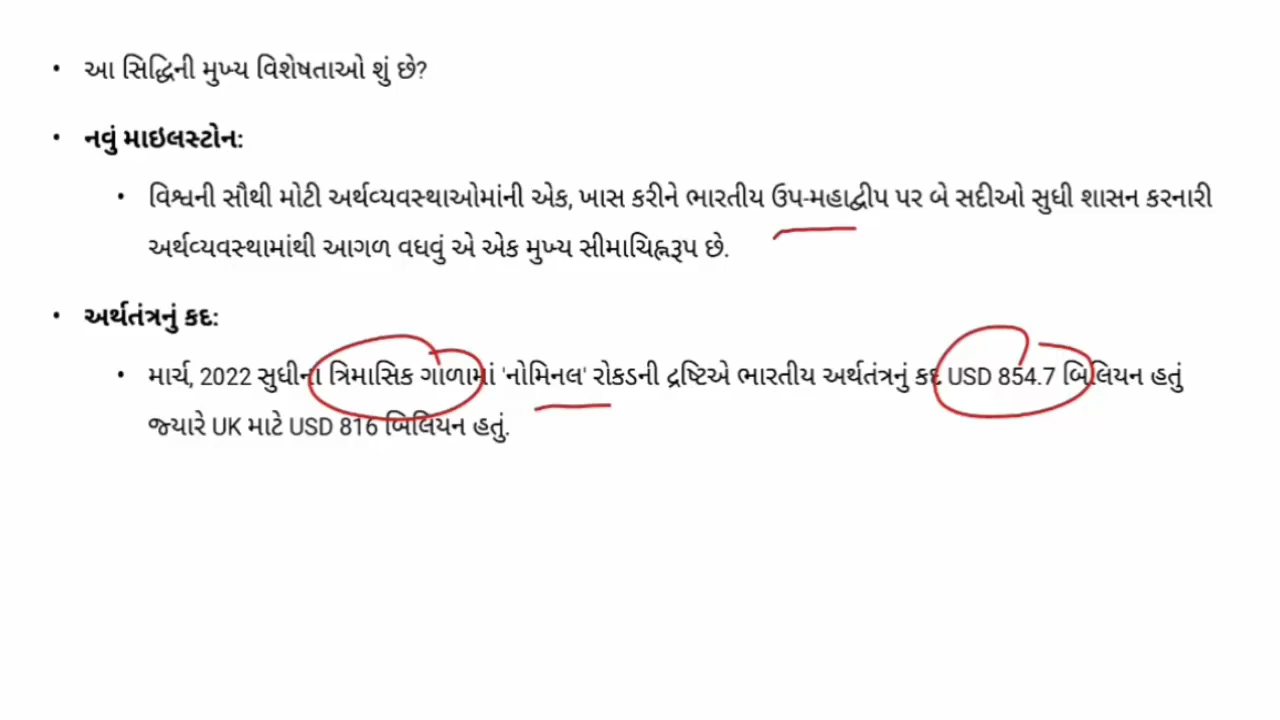 • આ સિદ્ધિની મુખ્ય વિશેષતાઓ શું છે?
• નવું માઇલસ્ટોન:
• વિશ્વની સૌથી મોટી અર્થવ્યવસ્થાઓમાંની એક, ખાસ કરીને ભારતીય ઉપ-મહાદ્વીપ પર બે સદીઓ સુધી શાસન કરનારી
અર્થવ્યવસ્થામાંથી આગળ વધવું એ એક મુખ્ય સીમાચિહ્નરૂપ છે.
• અર્થતંત્રનું કદ:
• માર્ચ, 2022 સુધીના ત્રિમાસિક ગાળામાં 'નોમિનલ' રોકડની દ્રષ્ટિએ ભારતીય અર્થતંત્રનું કદ USD 854.7 બિલિયન હતું
જ્યારે UK માટે USD 816 બિલિયન હતું.